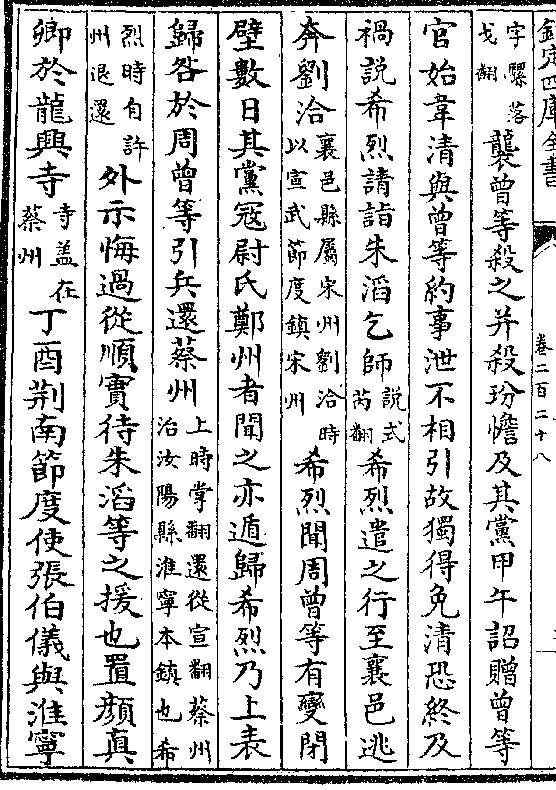 欽定四庫全書
卷二百二十八
字騾落戈翻襲曾等殺之并殺玢憺及其黨甲午詔贈曾等
官始韋清與曾等約事泄不相引故獨得免清恐終及
禍説希烈請詣朱滔乞師説式芮翻希烈遣之行至襄邑逃
奔劉洽襄邑縣屬宋州劉洽時以宣武節度鎮宋州希烈聞周曾等有變閉
壁數日其黨冦尉氏鄭州者聞之亦遁歸希烈乃上表
歸咎於周曾等引兵還蔡州上時掌翻還從宣翻蔡州治汝陽縣淮寧本鎮也希
烈時自許州退還外示悔過從順實待朱滔等之援也置顔真
卿於龍興寺寺蓋在蔡州丁酉荆南節度使張伯儀與淮寧